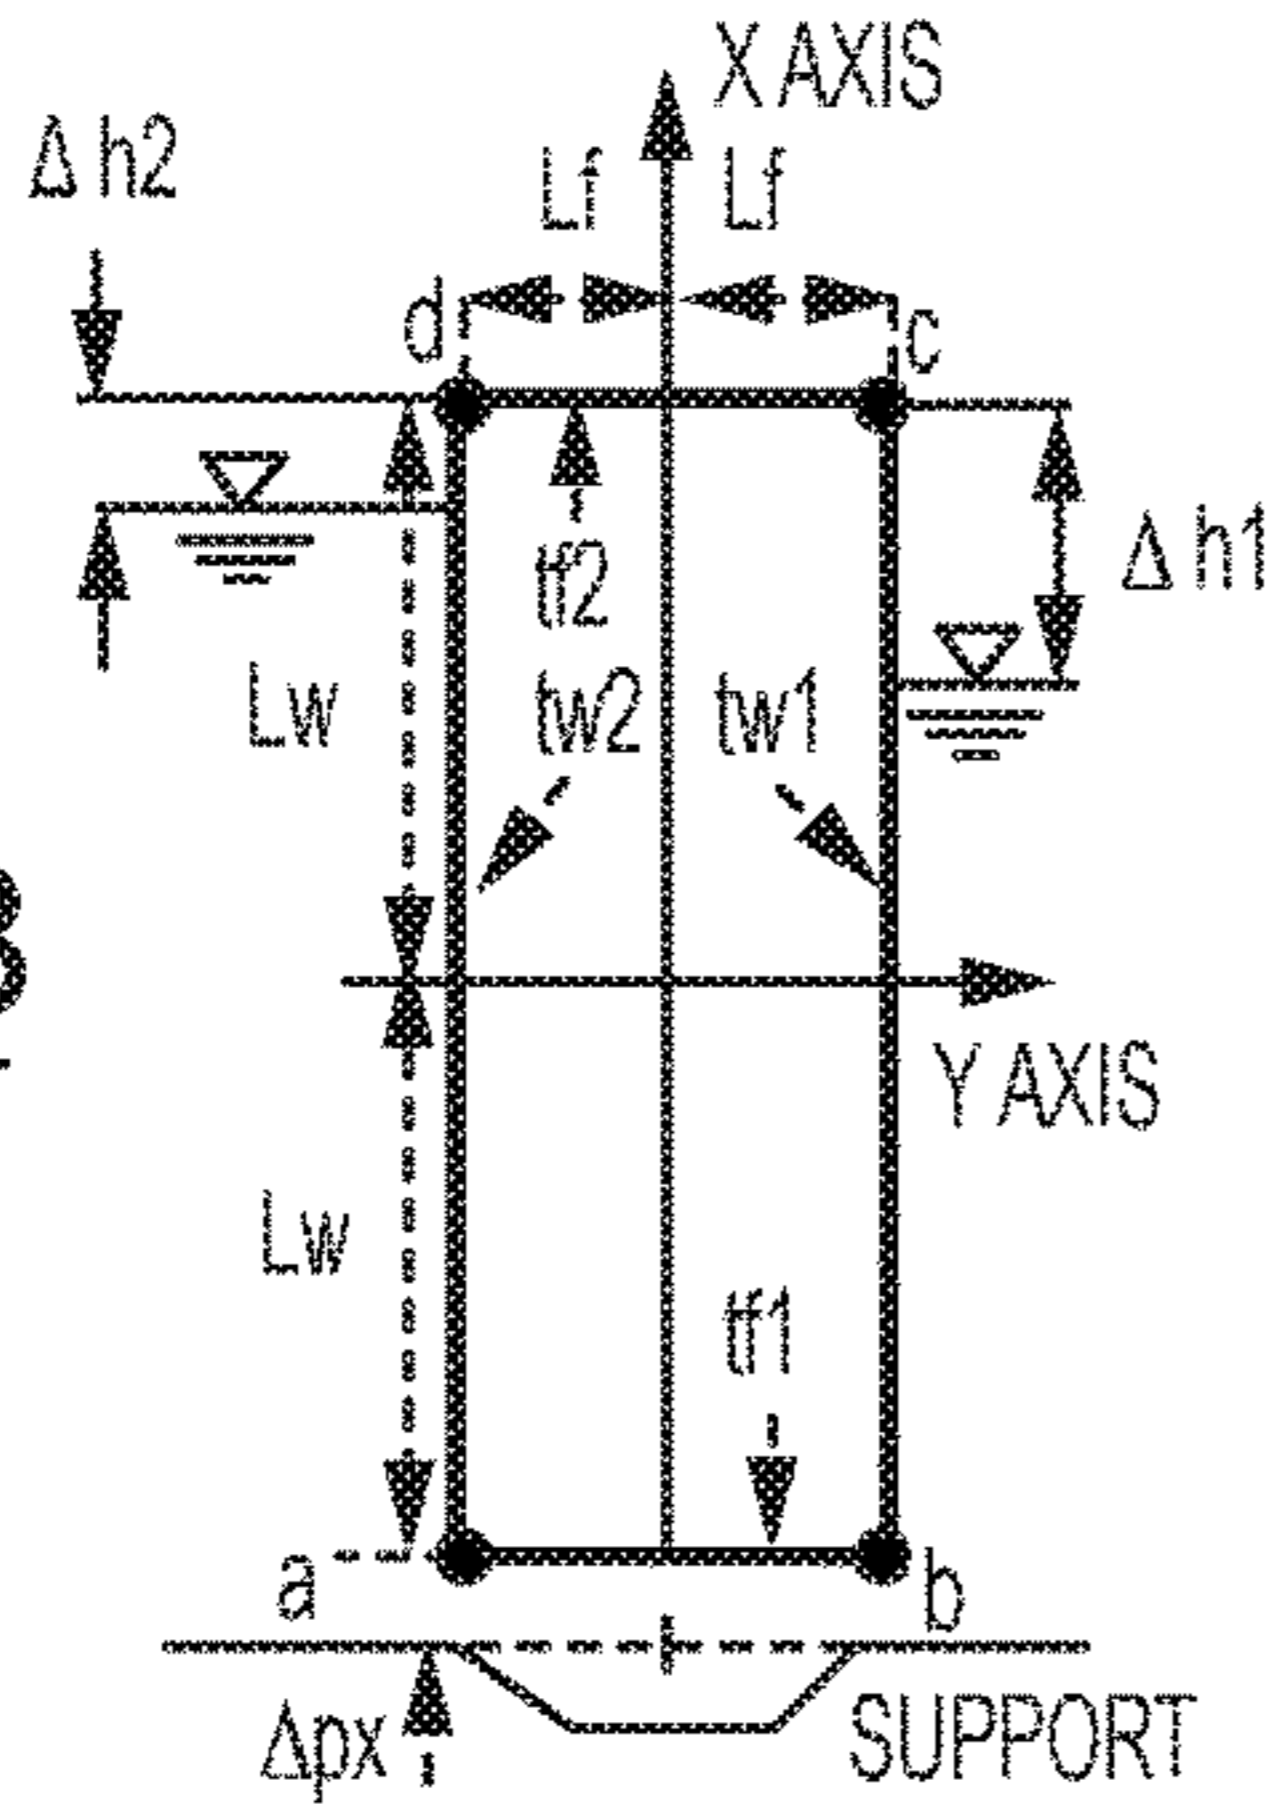 X AXIS
Δh2
Lf
Lf
d
c
Δh1
tf2
Lw
tw2
tw1
Y AXIS
Lw
tf1
a
b
Δpx
SUPPORT